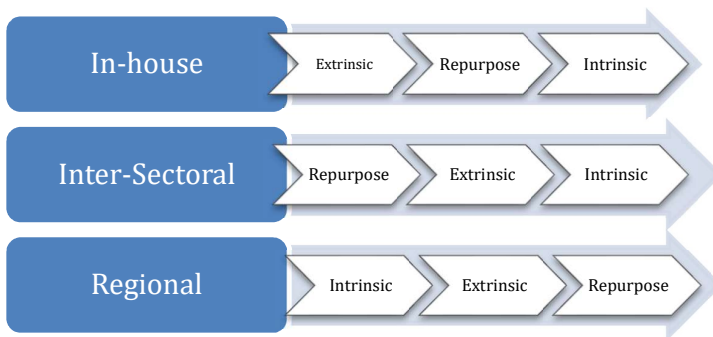 In-house
Extrinsic
Repurpose
Intrinsic
Inter-Sectoral
Repurpose
Extrinsic
Intrinsic
Regional
Intrinsic
Extrinsic
Repurpose